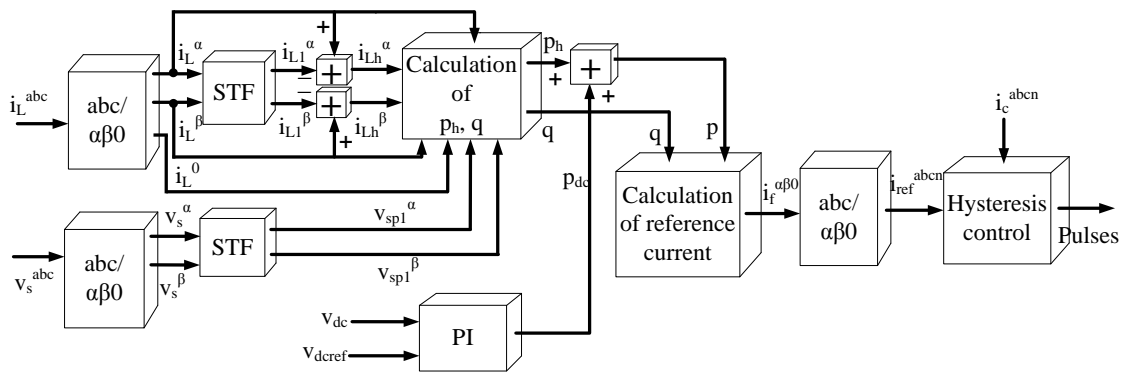 i_L^abc
abc/
αβ0
i_L^α
i_L^β
i_L^0
STF
i_L1^α
i_L1^β
+
−
+
−
+
+
i_Lh^α
i_Lh^β
Calculation
of
p_h, q
p_h
+
+
+
q
p_dc
q
p
Calculation
of reference
current
i_f^αβ0
abc/
αβ0
i_ref^abcn
i_c^abcn
Hysteresis
control
Pulses
v_s^abc
abc/
αβ0
v_s^α
v_s^β
STF
v_sp1^α
v_sp1^β
v_dc
v_dcref
PI